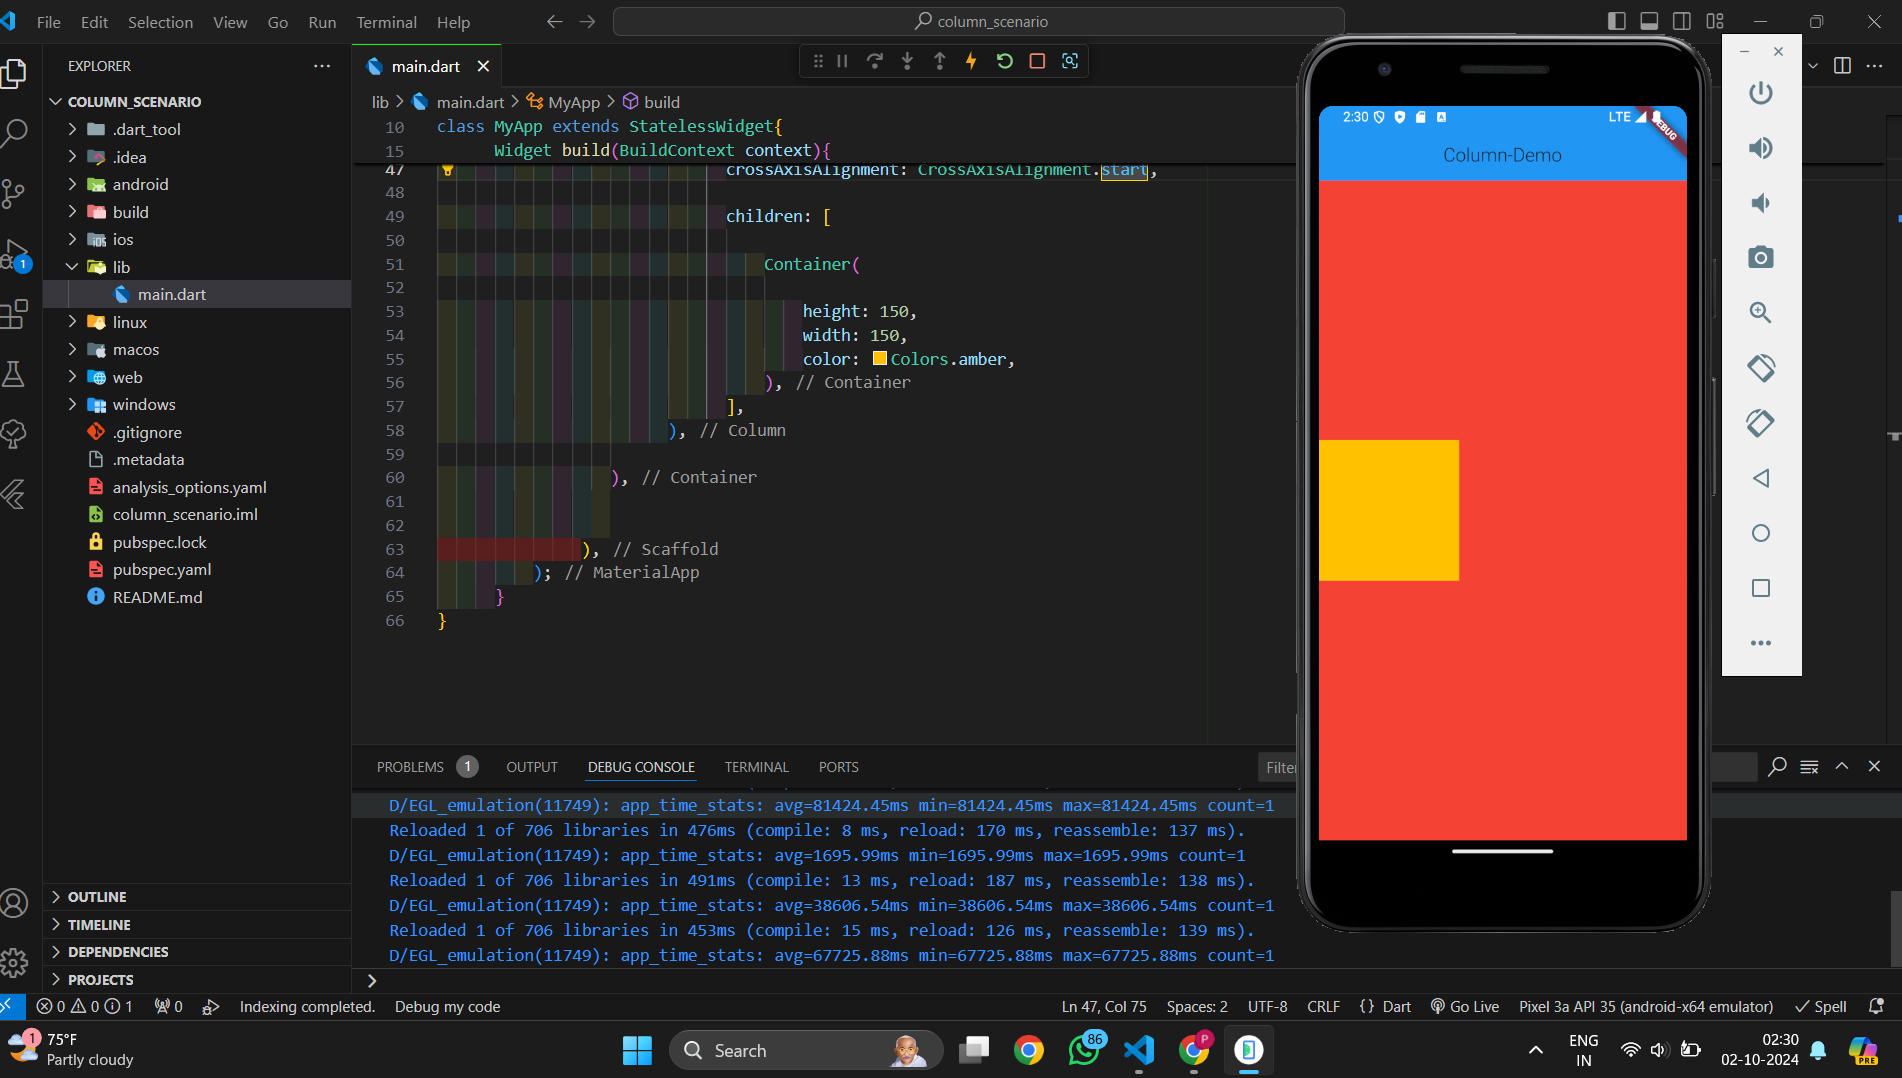 File Edit Selection View Go Run Terminal Help
column_scenario
EXPLORER
COLUMN_SCENARIO
.dart_tool
.idea
android
build
ios
lib
main.dart
linux
macos
web
windows
.gitignore
.metadata
analysis_options.yaml
column_scenario.iml
pubspec.lock
pubspec.yaml
README.md
OUTLINE
TIMELINE
DEPENDENCIES
PROJECTS
1
main.dart
lib > main.dart > MyApp > build
10 class MyApp extends StatelessWidget{
15 Widget build(BuildContext context){
47 crossAxisAlignment: CrossAxisAlignment.start,
48
49 children: [
50
51 Container(
52
53 height: 150,
54 width: 150,
55 color: Colors.amber,
56 ), // Container
57 ],
58 ), // Column
59
60 ), // Container
61
62
63 ), // Scaffold
64 ); // MaterialApp
65 }
66 }
PROBLEMS 1 OUTPUT DEBUG CONSOLE TERMINAL PORTS
Filter
D/EGL_emulation(11749): app_time_stats: avg=81424.45ms min=81424.45ms max=81424.45ms count=1
Reloaded 1 of 706 libraries in 476ms (compile: 8 ms, reload: 170 ms, reassemble: 137 ms).
D/EGL_emulation(11749): app_time_stats: avg=1695.99ms min=1695.99ms max=1695.99ms count=1
Reloaded 1 of 706 libraries in 491ms (compile: 13 ms, reload: 187 ms, reassemble: 138 ms).
D/EGL_emulation(11749): app_time_stats: avg=38606.54ms min=38606.54ms max=38606.54ms count=1
Reloaded 1 of 706 libraries in 453ms (compile: 15 ms, reload: 126 ms, reassemble: 139 ms).
D/EGL_emulation(11749): app_time_stats: avg=67725.88ms min=67725.88ms max=67725.88ms count=1
>
2:30 LTE
DEBUG
Column-Demo
0 0 1 0 Indexing completed. Debug my code Ln 47, Col 75 Spaces: 2 UTF-8 CRLF {} Dart Go Live Pixel 3a API 35 (android-x64 emulator) Spell
1
75°F
Partly cloudy
Search
86
P
ENG
IN
02:30
02-10-2024
PRE